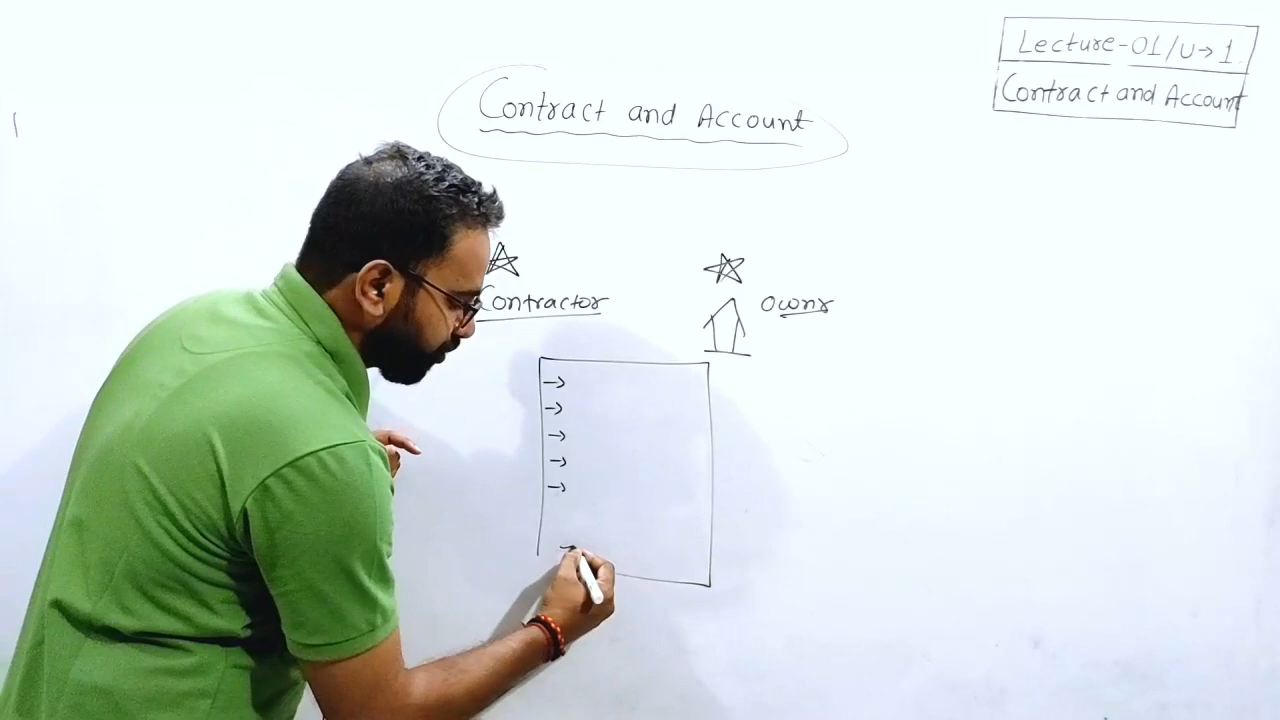 Lecture-01/U→1.
Contract and Account
Contract and Account
Contractor
Ownr